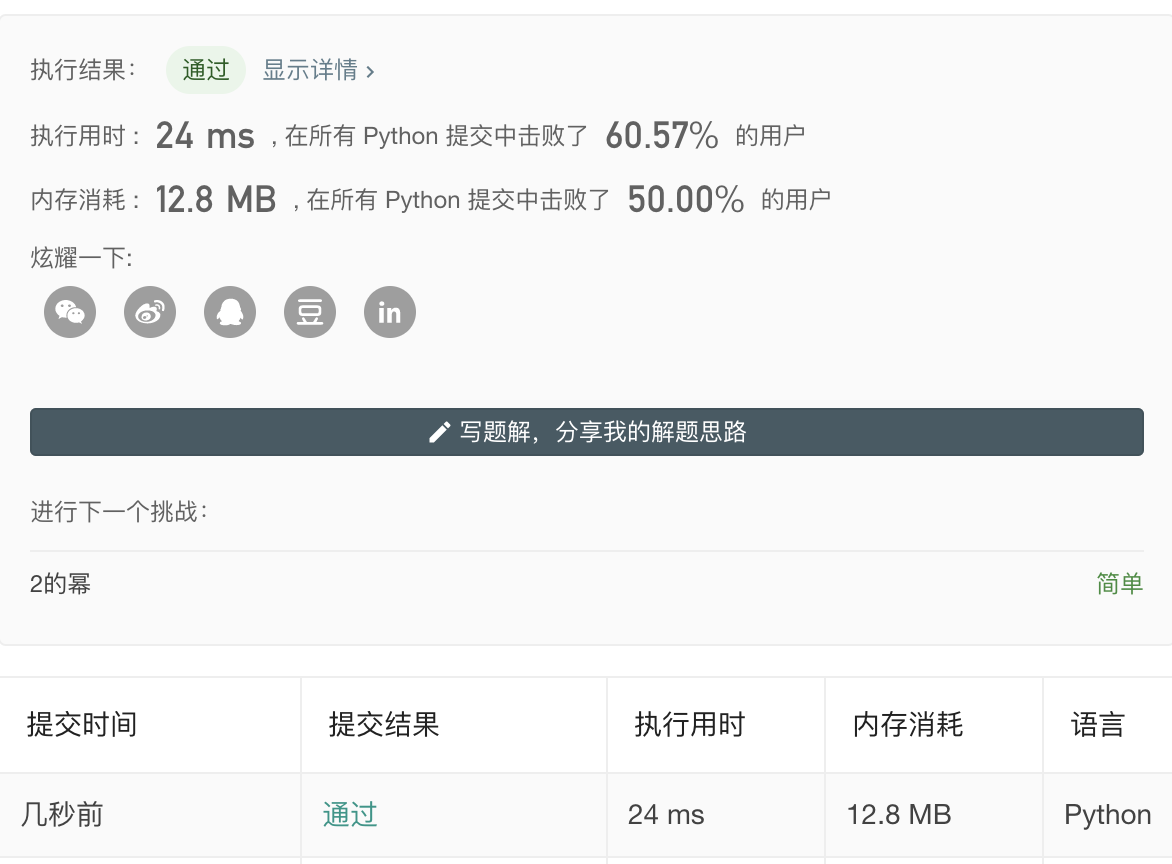 执行结果： 通过 显示详情 ›
执行用时 : 24 ms , 在所有 Python 提交中击败了 60.57% 的用户
内存消耗 : 12.8 MB , 在所有 Python 提交中击败了 50.00% 的用户
炫耀一下:
豆 in
写题解，分享我的解题思路
进行下一个挑战：
2的幂 简单
提交时间 提交结果 执行用时 内存消耗 语言
几秒前 通过 24 ms 12.8 MB Python